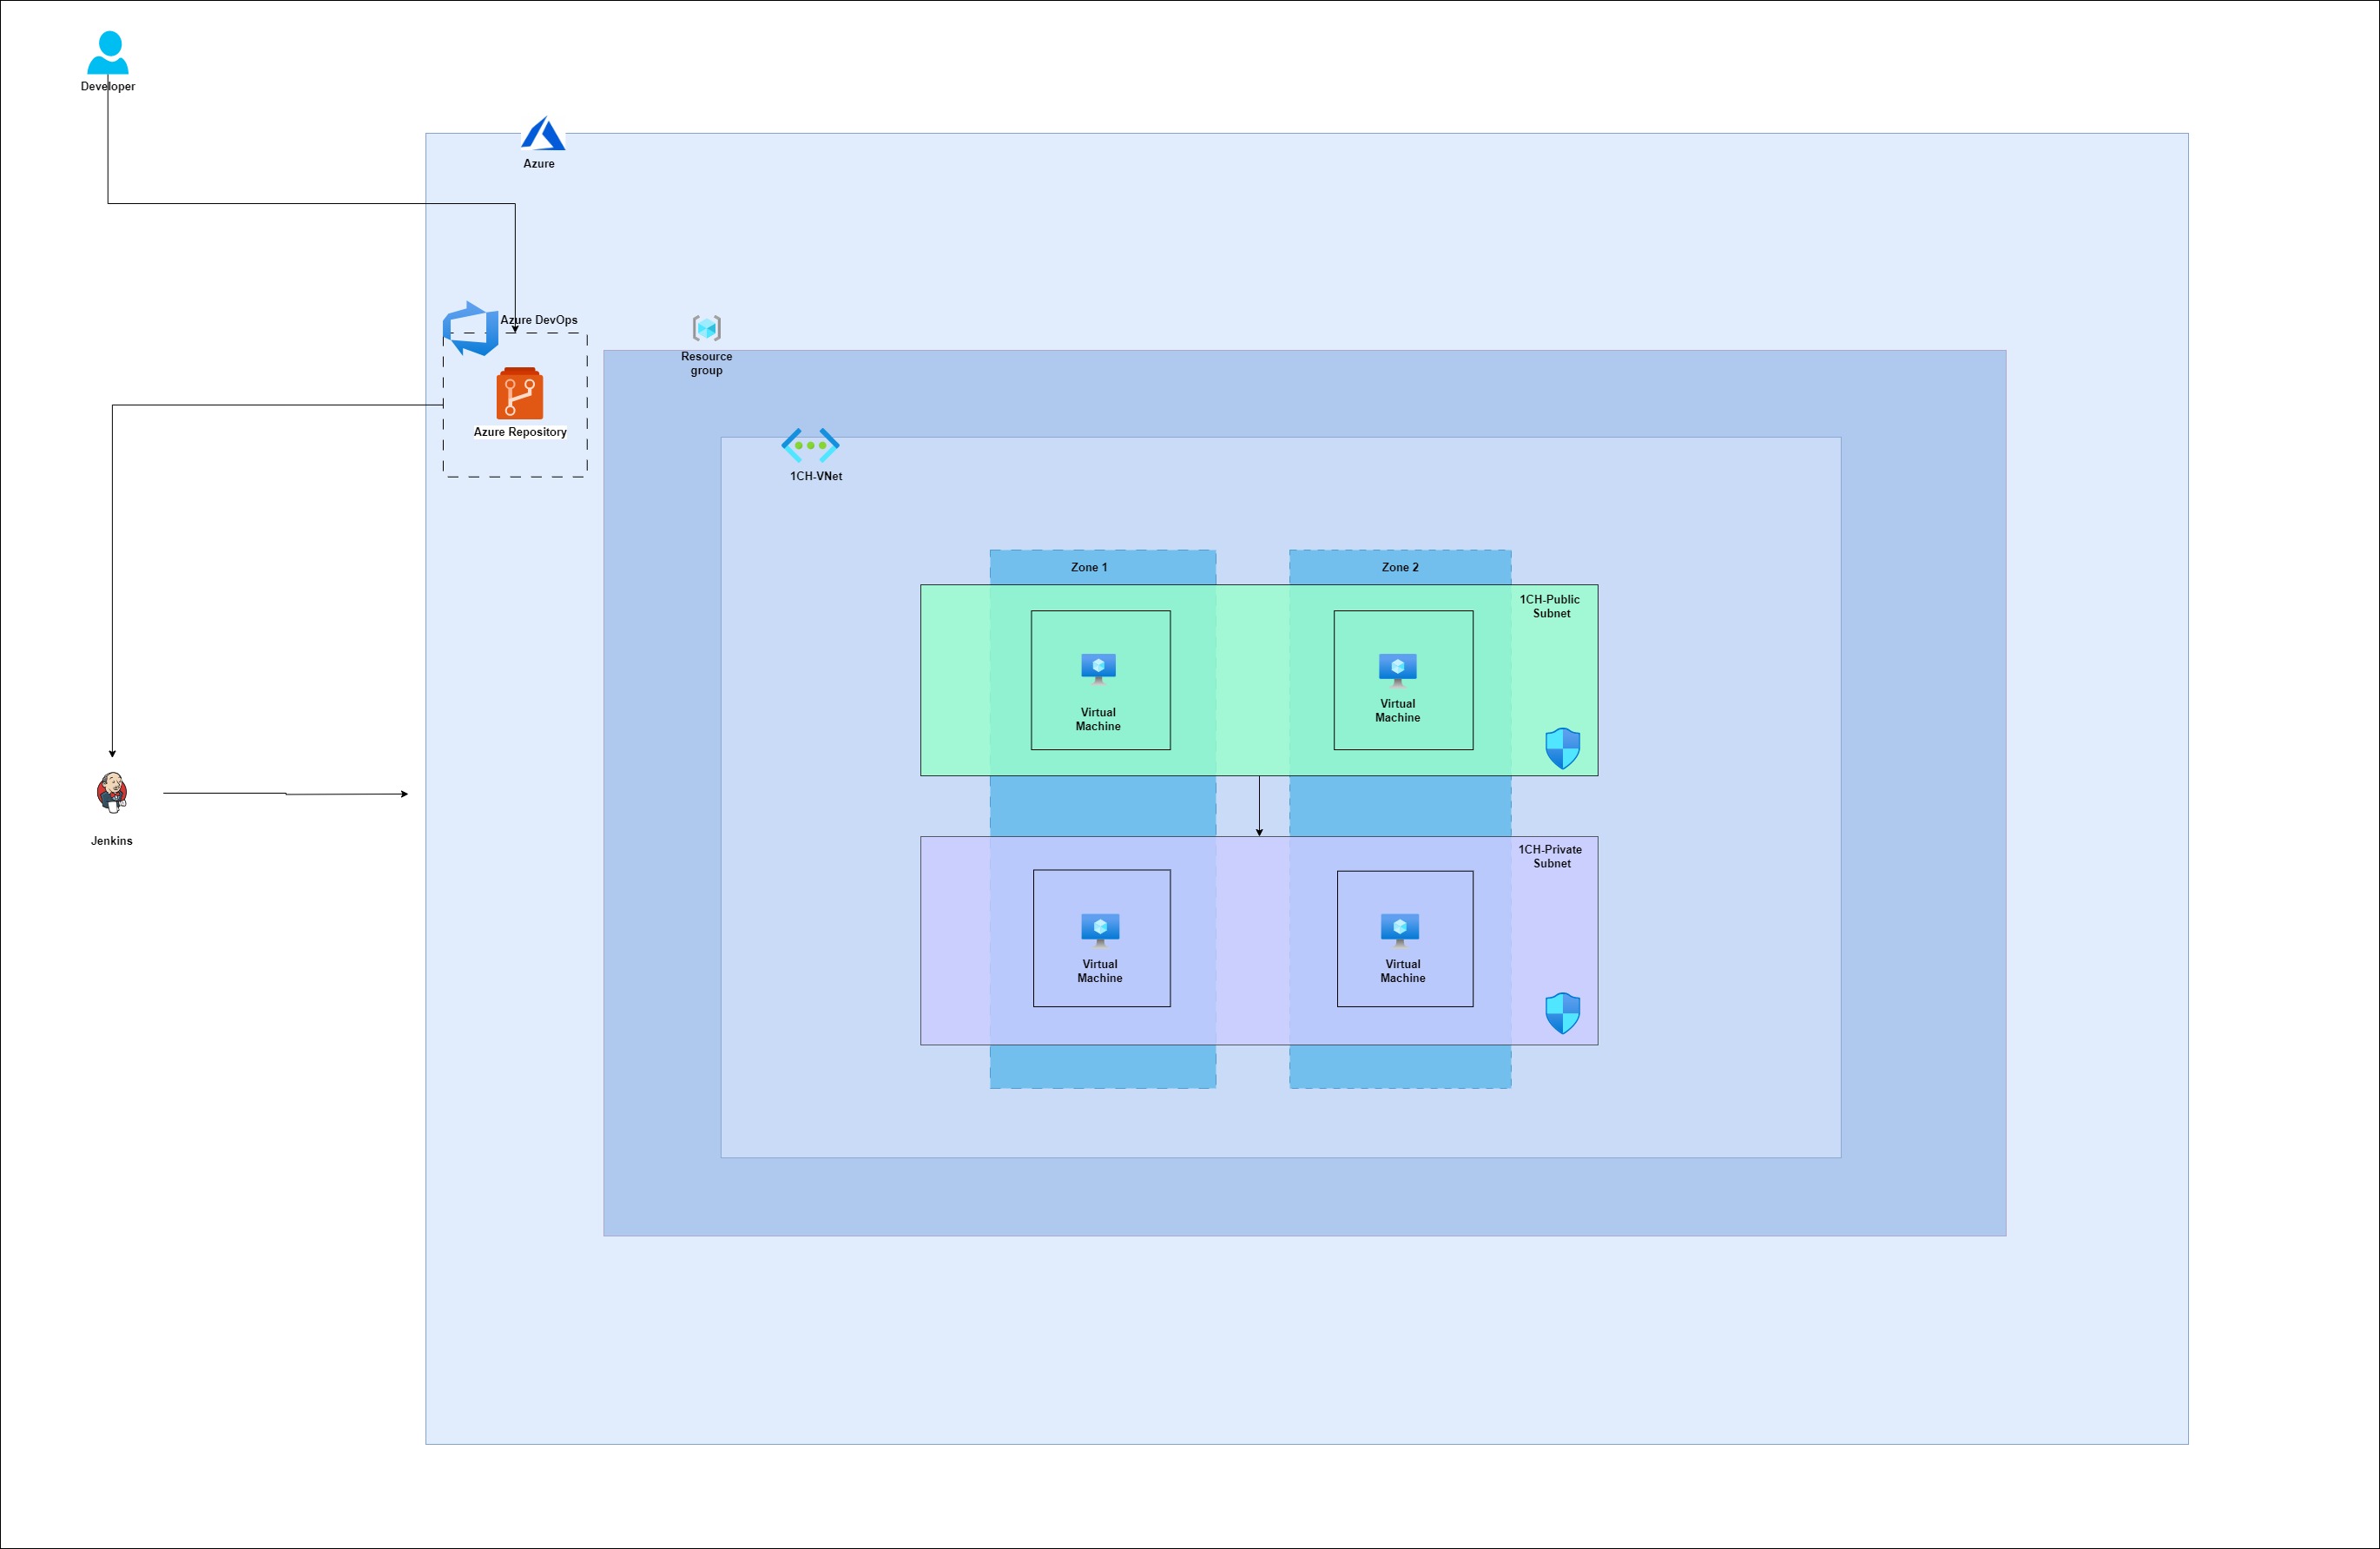 Developer
Azure
Azure DevOps
Azure Repository
Resource
group
1CH-VNet
Zone 1
Zone 2
1CH-Public
Subnet
Virtual
Machine
Virtual
Machine
1CH-Private
Subnet
Virtual
Machine
Virtual
Machine
Jenkins